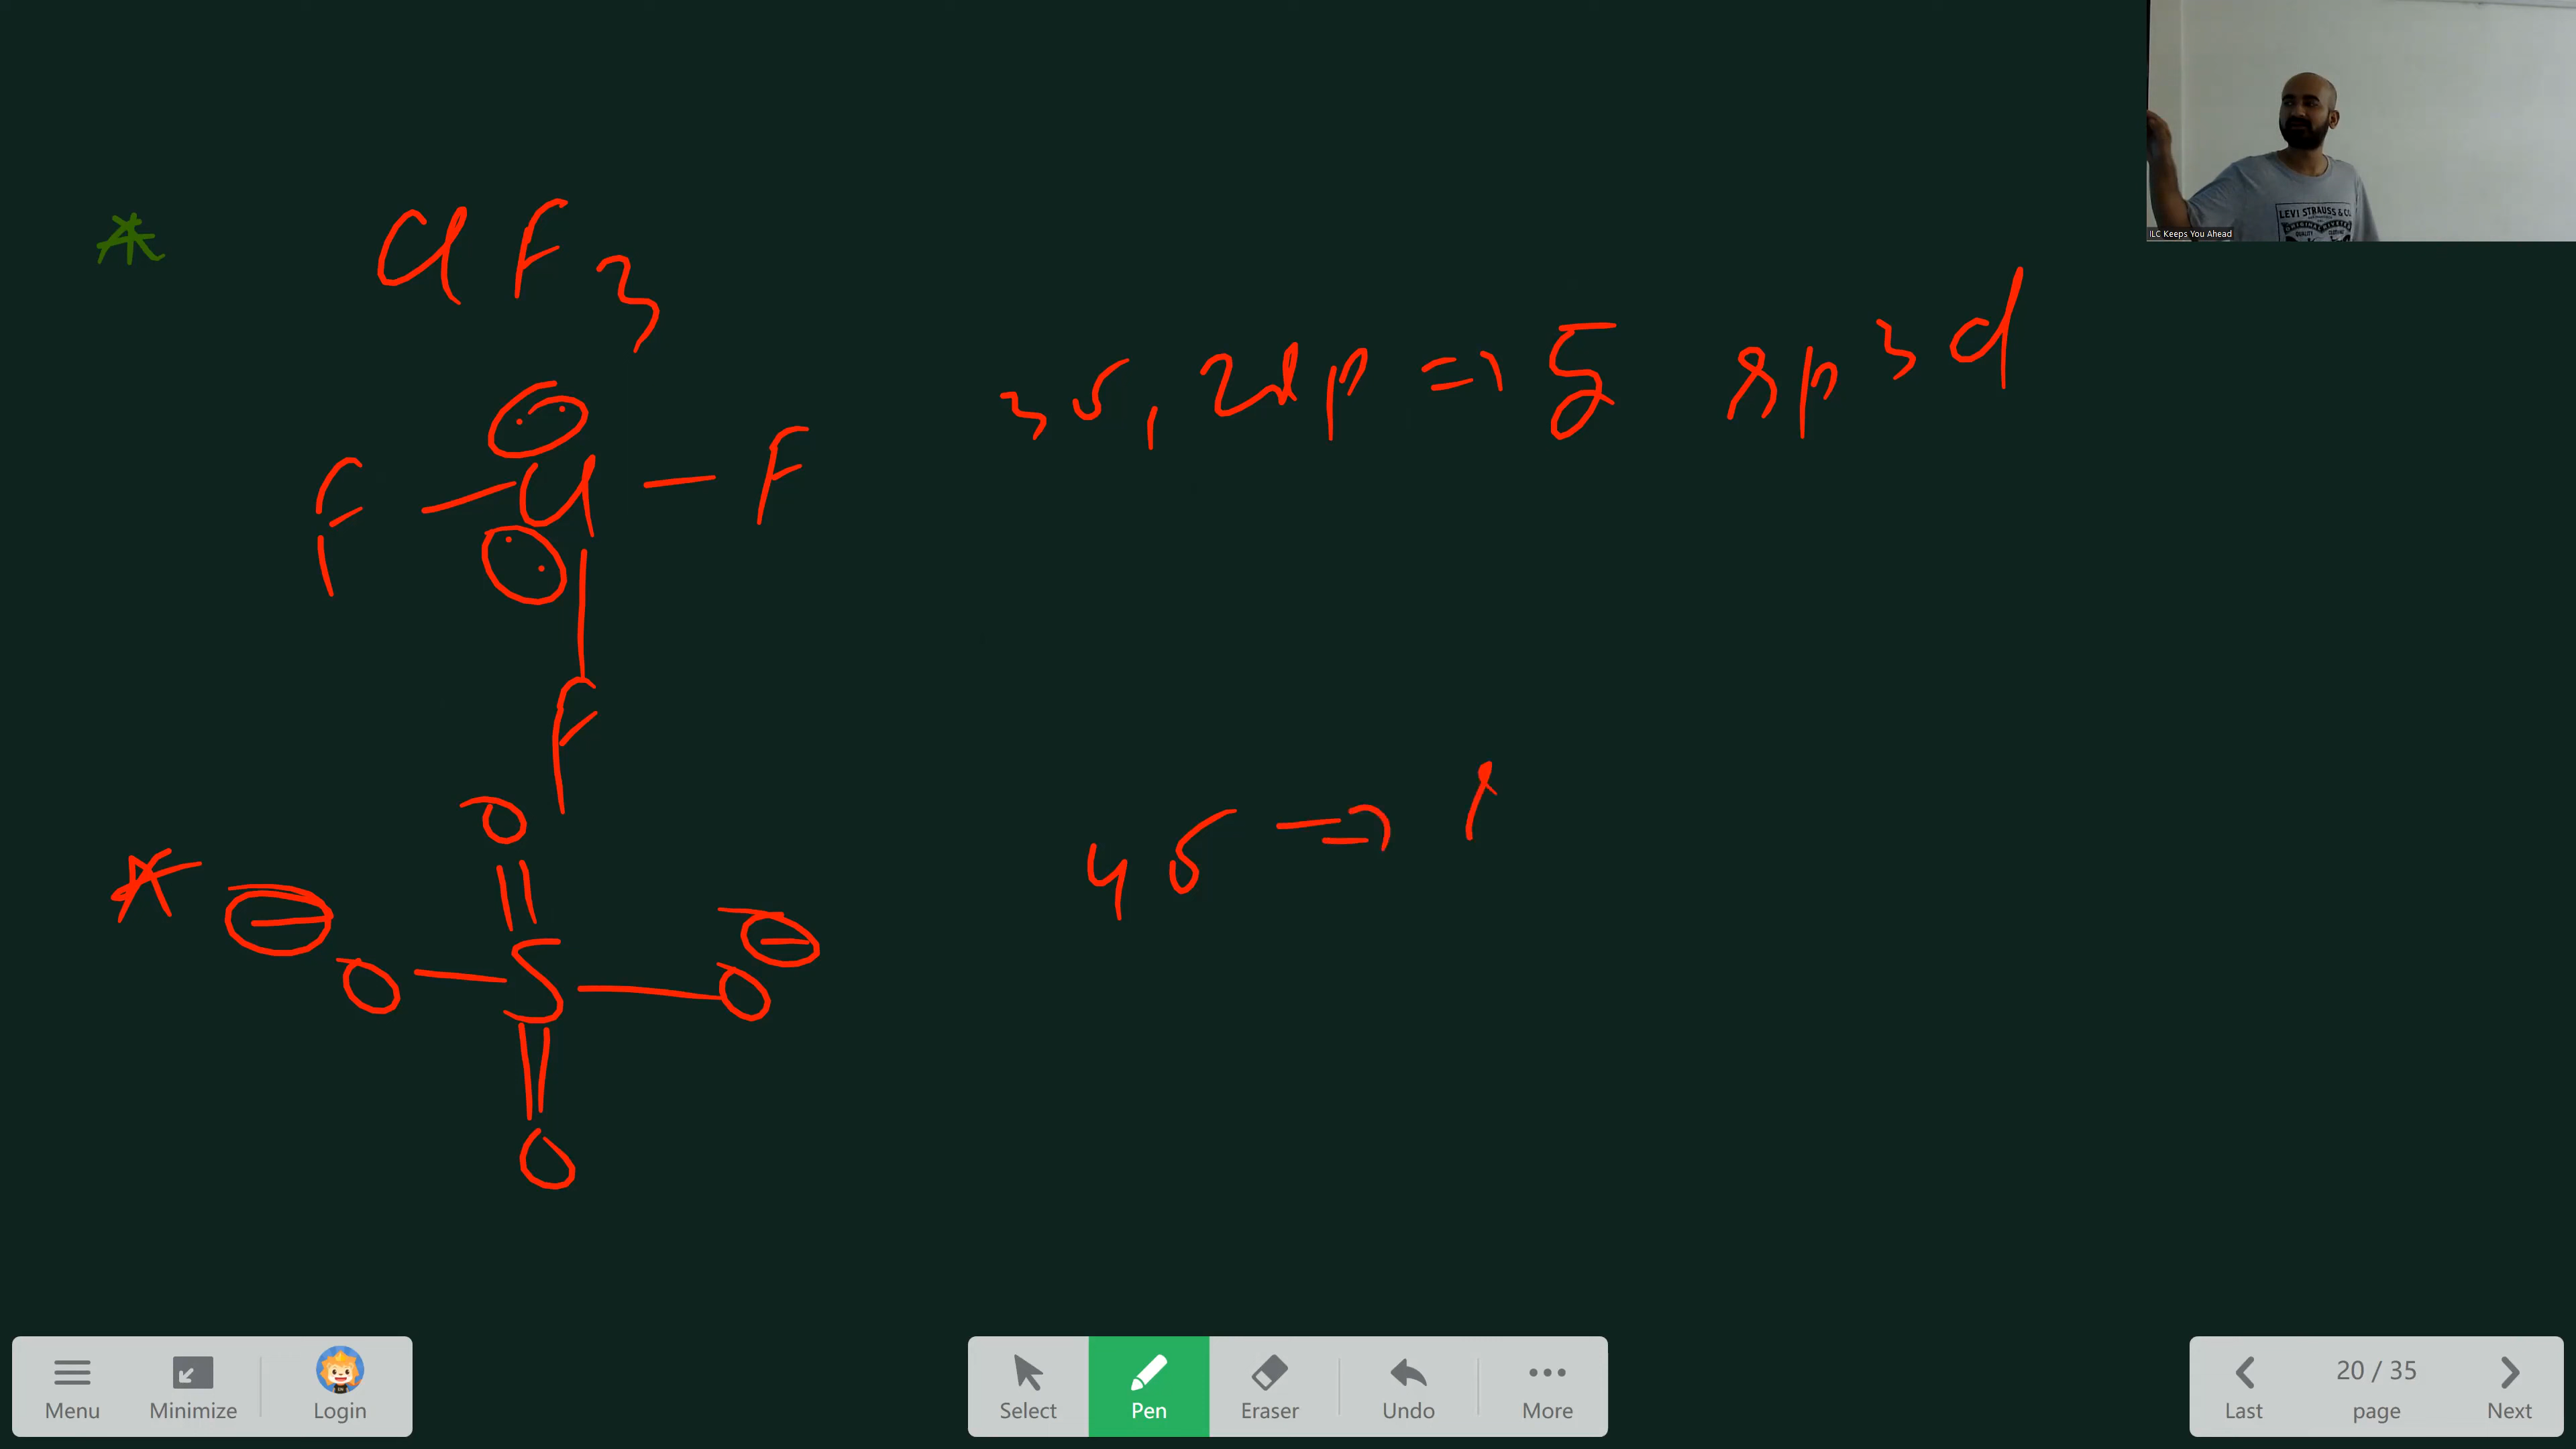 ClF3
3σ, 2lp => 5 sp3d
Cl
F
F
F
4σ =>
O
O
S
O
O
LEVI STRAUSS & CO
QUALITY
ILC Keeps You Ahead
Menu
Minimize
Login
Select
Pen
Eraser
Undo
More
Last
20 / 35
page
Next